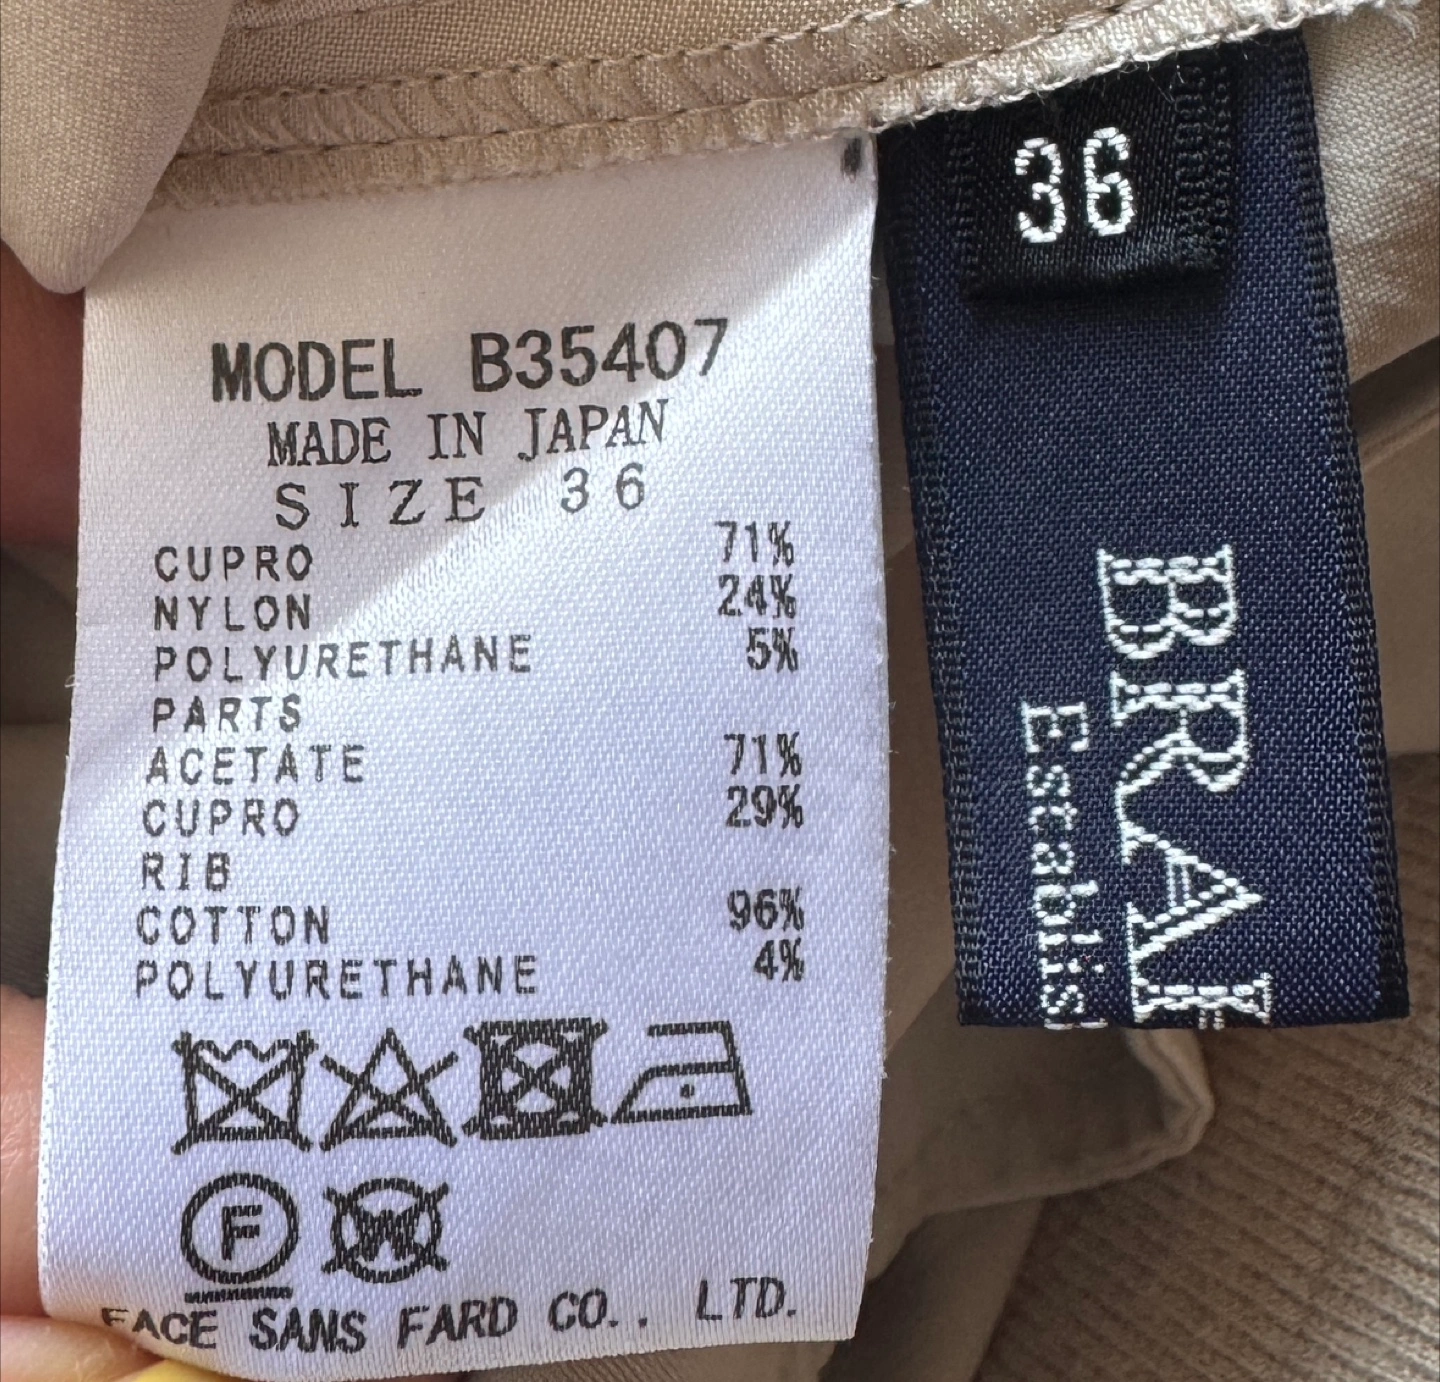 36
MODEL B35407
MADE IN JAPAN
SIZE 36
CUPRO 71%
NYLON 24%
POLYURETHANE 5%
PARTS
ACETATE 71%
CUPRO 29%
RIB
COTTON 96%
POLYURETHANE 4%
F
W
FACE SANS FARD CO., LTD.
BRA
Establis